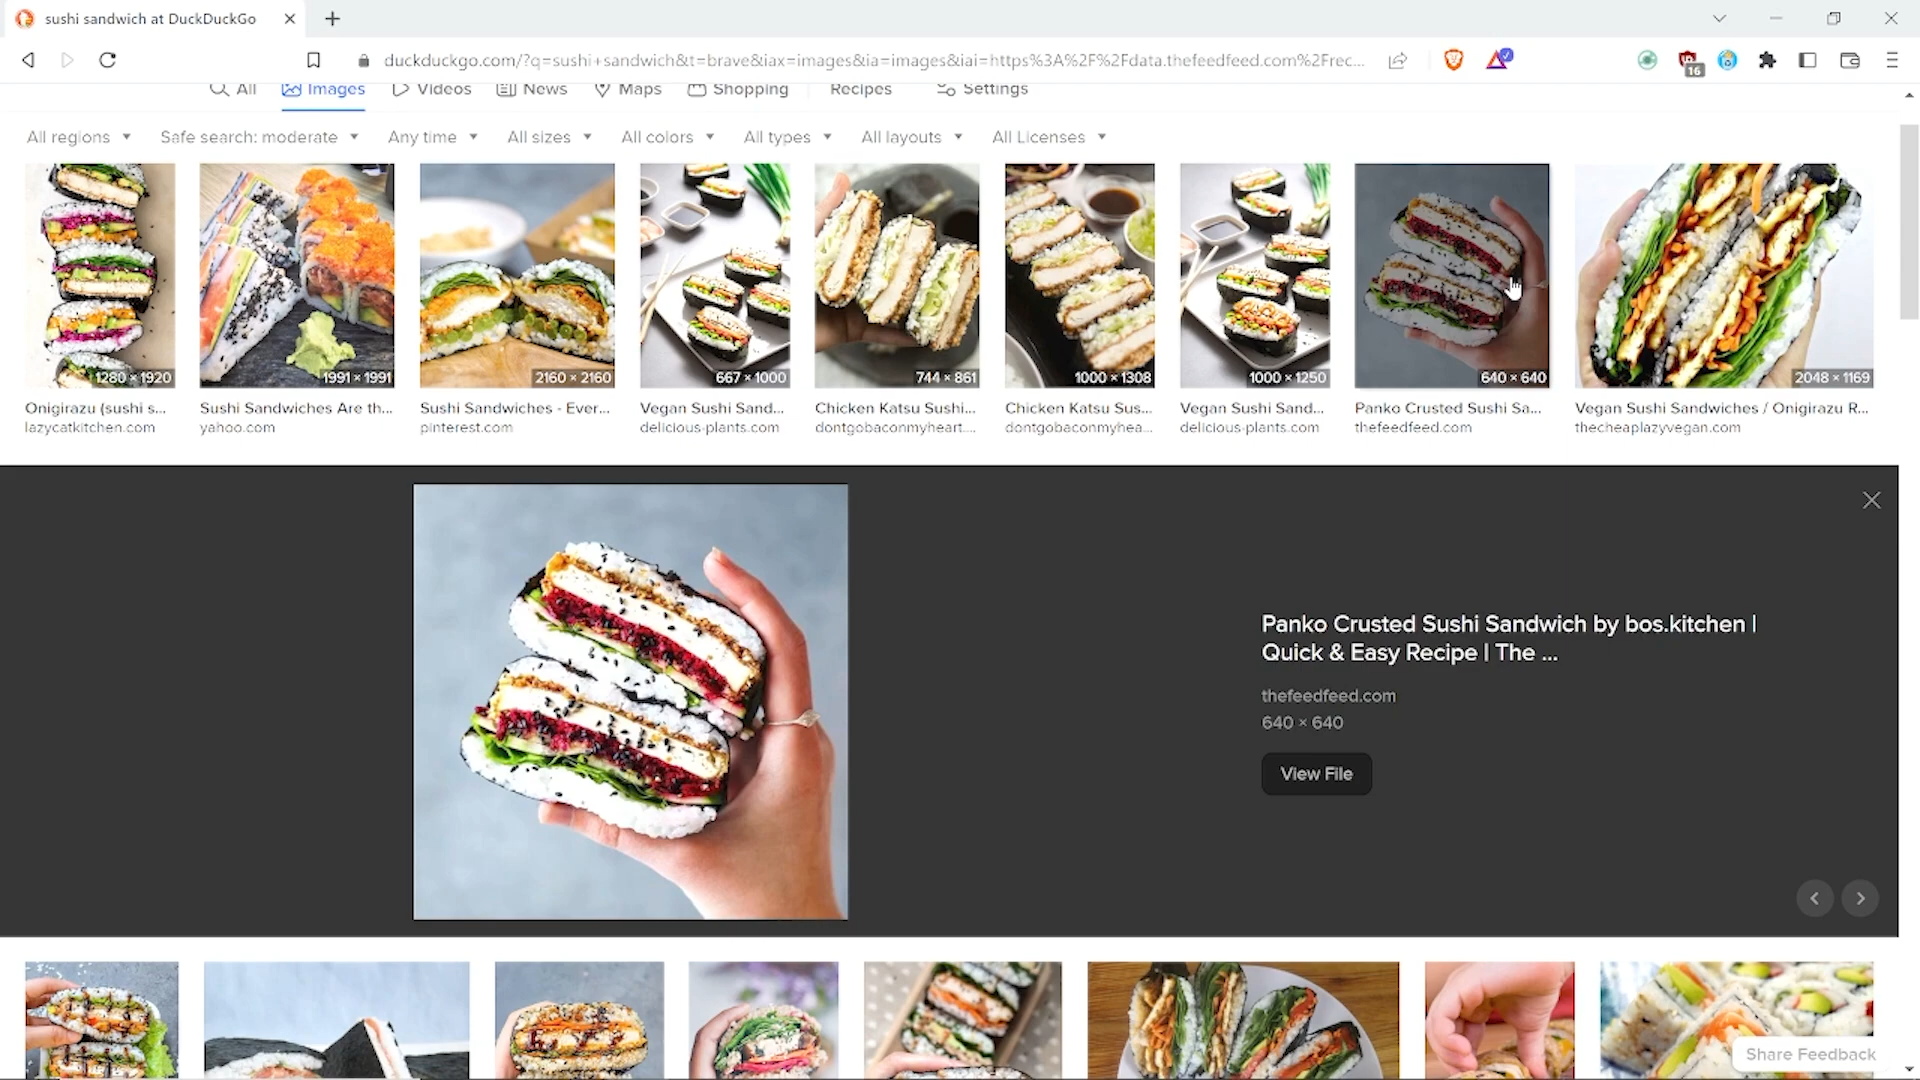 sushi sandwich at DuckDuckGo
duckduckgo.com/?q=sushi+sandwich&t=brave&iax=images&ia=images&iai=https%3A%2F%2Fdata.thefeedfeed.com%2Frec...
16
All Images Videos News Maps Shopping Recipes Settings
All regions Safe search: moderate Any time All sizes All colors All types All layouts All Licenses
1280 × 1920 1991 × 1991 2160 × 2160 667 × 1000 744 × 861 1000 × 1308 1000 × 1250 640 × 640 2048 × 1169
Onigirazu (sushi s... Sushi Sandwiches Are th... Sushi Sandwiches - Ever... Vegan Sushi Sand... Chicken Katsu Sushi... Chicken Katsu Sus... Vegan Sushi Sand... Panko Crusted Sushi Sa... Vegan Sushi Sandwiches / Onigirazu R...
lazycatkitchen.com yahoo.com pinterest.com delicious-plants.com dontgobaconmyheart.... dontgobaconmyhea... delicious-plants.com thefeedfeed.com thecheaplazyvegan.com
Panko Crusted Sushi Sandwich by bos.kitchen |
Quick & Easy Recipe | The ...
thefeedfeed.com
640 × 640
View File
Share Feedback